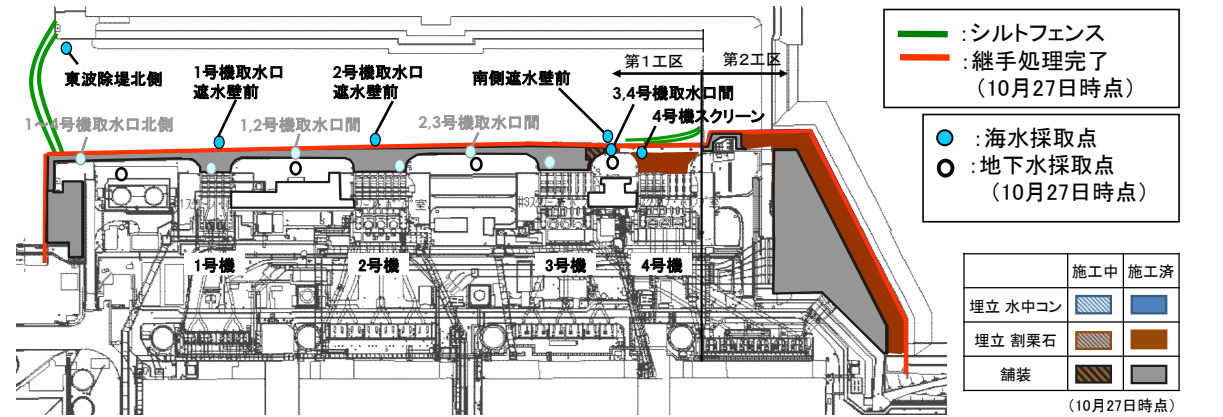 東波除堤北側
1号機取水口
遮水壁前
2号機取水口
遮水壁前
南側遮水壁前
第1工区
第2工区
3,4号機取水口間
4号機スクリーン
1～4号機取水口北側
1,2号機取水口間
2,3号機取水口間
1号機
2号機
3号機
4号機
:シルトフェンス
:継手処理完了
(10月27日時点)
:海水採取点
:地下水採取点
(10月27日時点)
施工中 施工済
埋立 水中コン
埋立 割栗石
舗装
(10月27日時点)